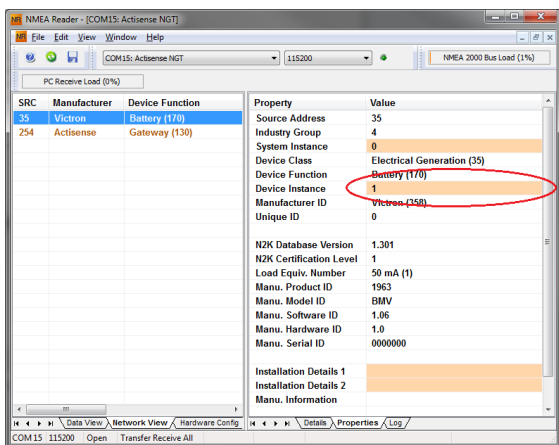 NMEA Reader - [COM15: Actisense NGT]
File Edit View Window Help
COM15: Actisense NGT 115200 NMEA 2000 Bus Load (1%)
PC Receive Load (0%)
SRC Manufacturer Device Function
35 Victron Battery (170)
254 Actisense Gateway (130)
Property Value
Source Address 35
Industry Group 4
System Instance 0
Device Class Electrical Generation (35)
Device Function Battery (170)
Device Instance 1
Manufacturer ID Victron (358)
Unique ID 0
N2K Database Version 1.301
N2K Certification Level 1
Load Equiv. Number 50 mA (1)
Manu. Product ID 1963
Manu. Model ID BMV
Manu. Software ID 1.06
Manu. Hardware ID 1.0
Manu. Serial ID 0000000
Installation Details 1
Installation Details 2
Manu. Information
Data View Network View Hardware Config
Details Properties Log
COM 15 115200 Open Transfer Receive All